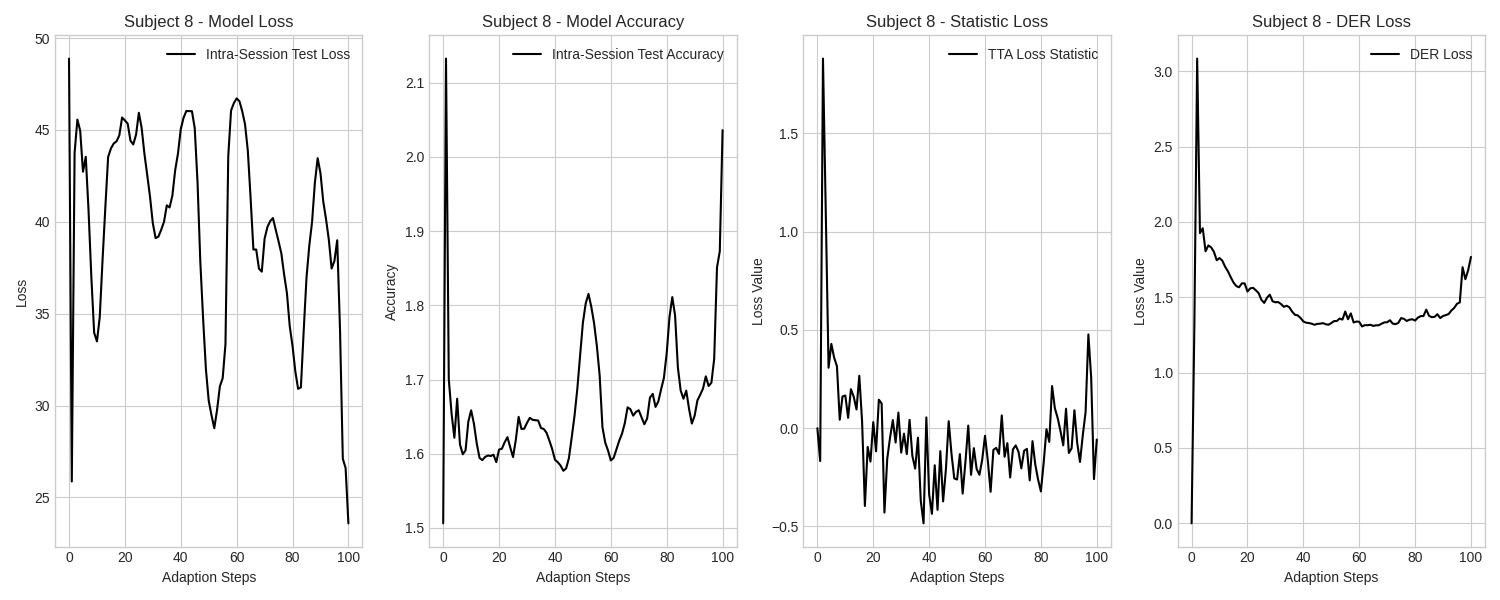 Subject 8 - Model Loss
Intra-Session Test Loss
50
45
40
35
30
25
Loss
0 20 40 60 80 100
Adaption Steps
Subject 8 - Model Accuracy
Intra-Session Test Accuracy
2.1
2.0
1.9
1.8
1.7
1.6
1.5
Accuracy
0 20 40 60 80 100
Adaption Steps
Subject 8 - Statistic Loss
TTA Loss Statistic
1.5
1.0
0.5
0.0
−0.5
Loss Value
0 20 40 60 80 100
Adaption Steps
Subject 8 - DER Loss
DER Loss
3.0
2.5
2.0
1.5
1.0
0.5
0.0
Loss Value
0 20 40 60 80 100
Adaption Steps